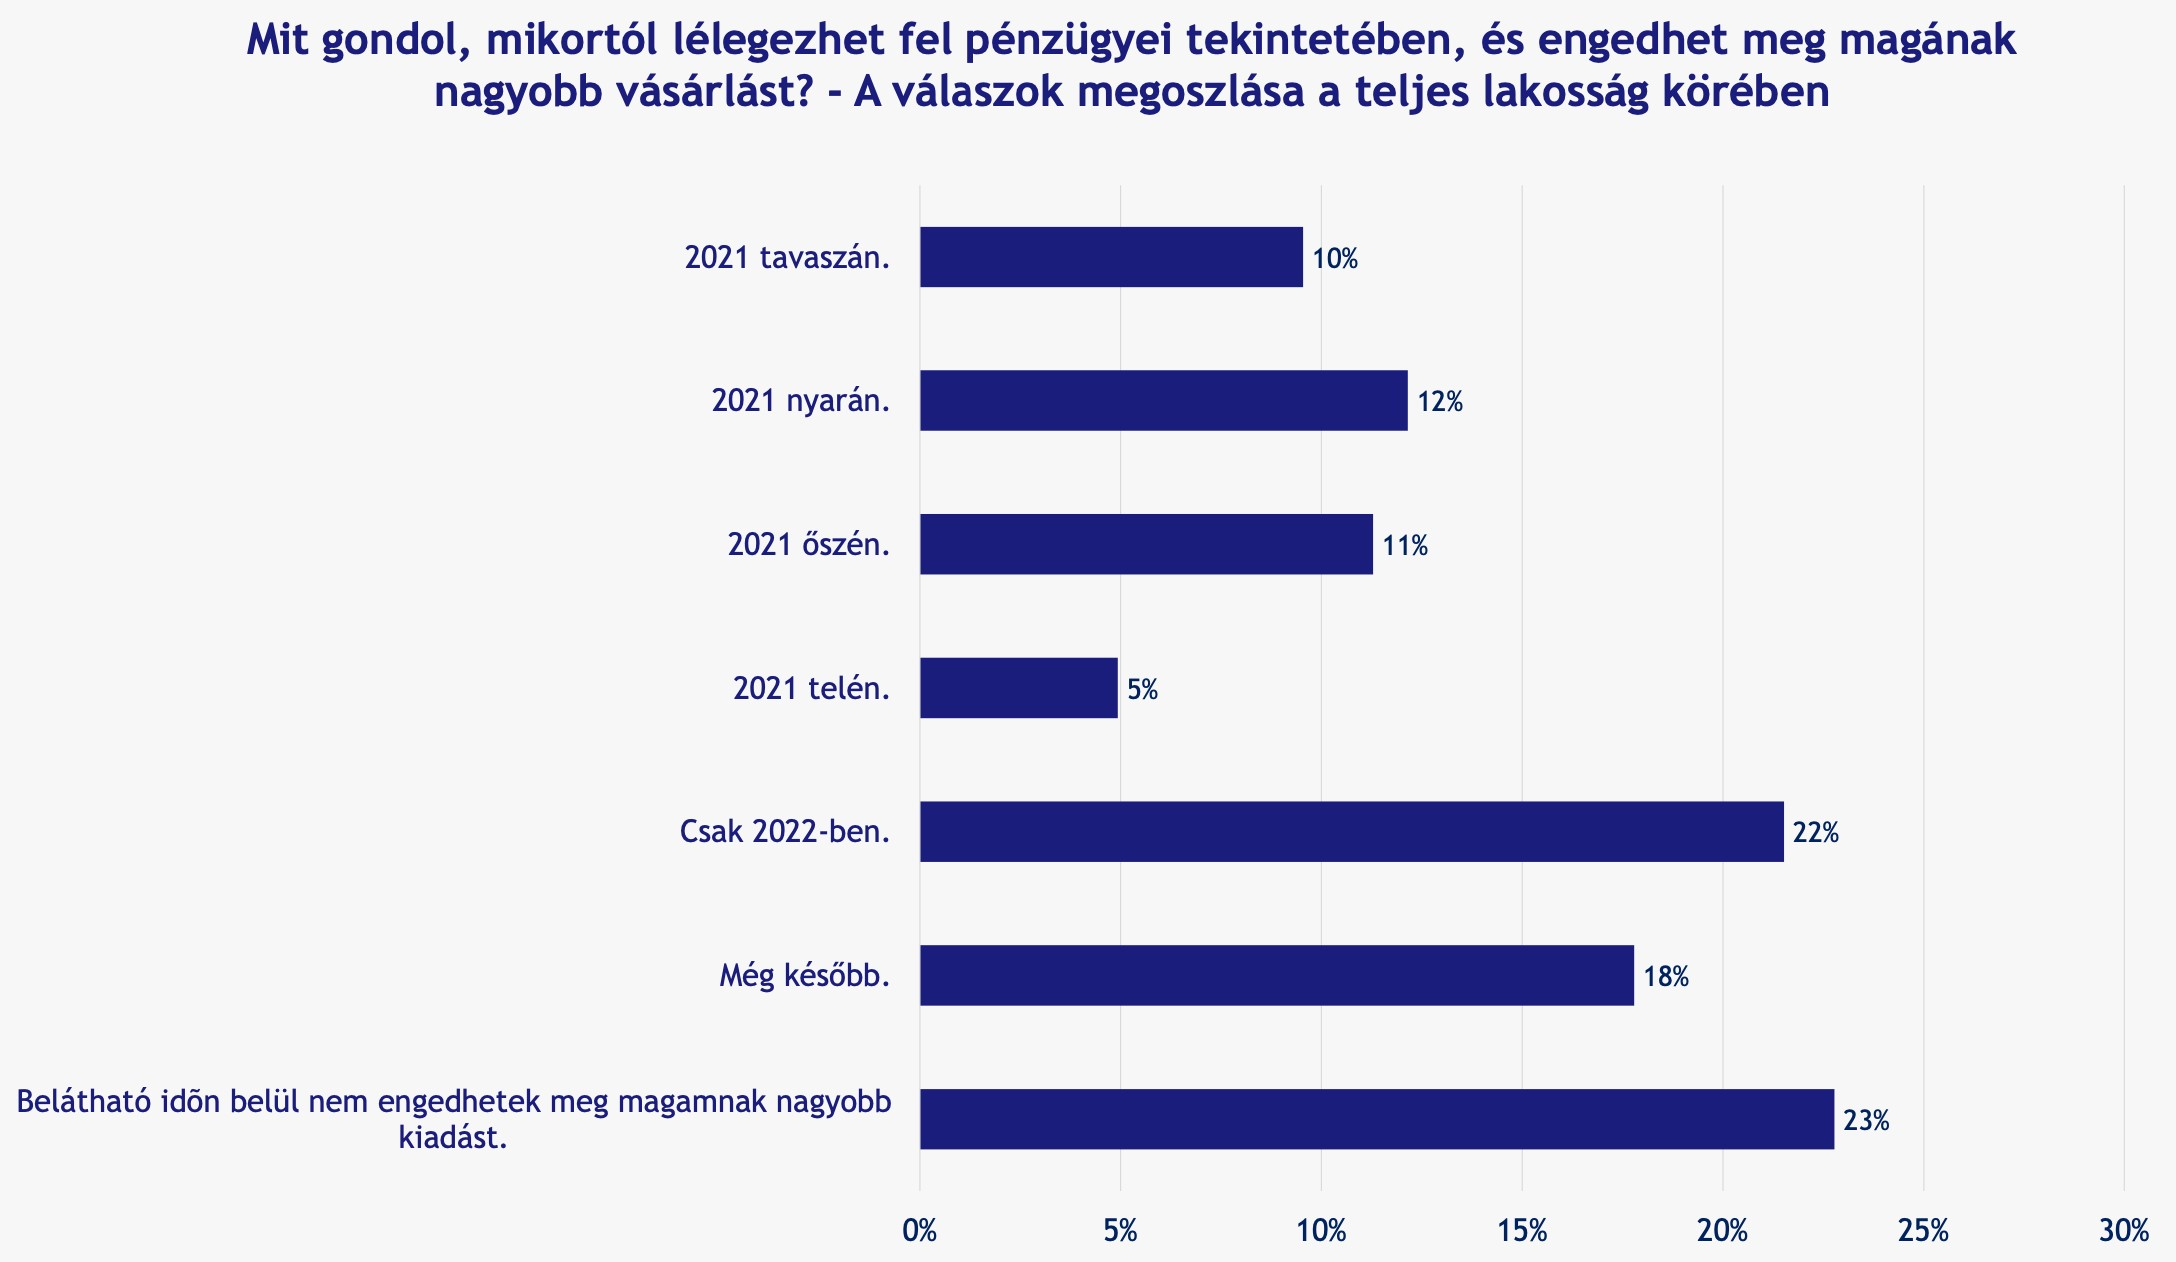 Mit gondol, mikortól lélegezhet fel pénzügyei tekintetében, és engedhet meg magának
nagyobb vásárlást? - A válaszok megoszlása a teljes lakosság körében
2021 tavaszán.
10%
2021 nyarán.
12%
2021 őszén.
11%
2021 telén.
5%
Csak 2022-ben.
22%
Még később.
18%
Belátható idõn belül nem engedhetek meg magamnak nagyobb
kiadást.
23%
0%
5%
10%
15%
20%
25%
30%